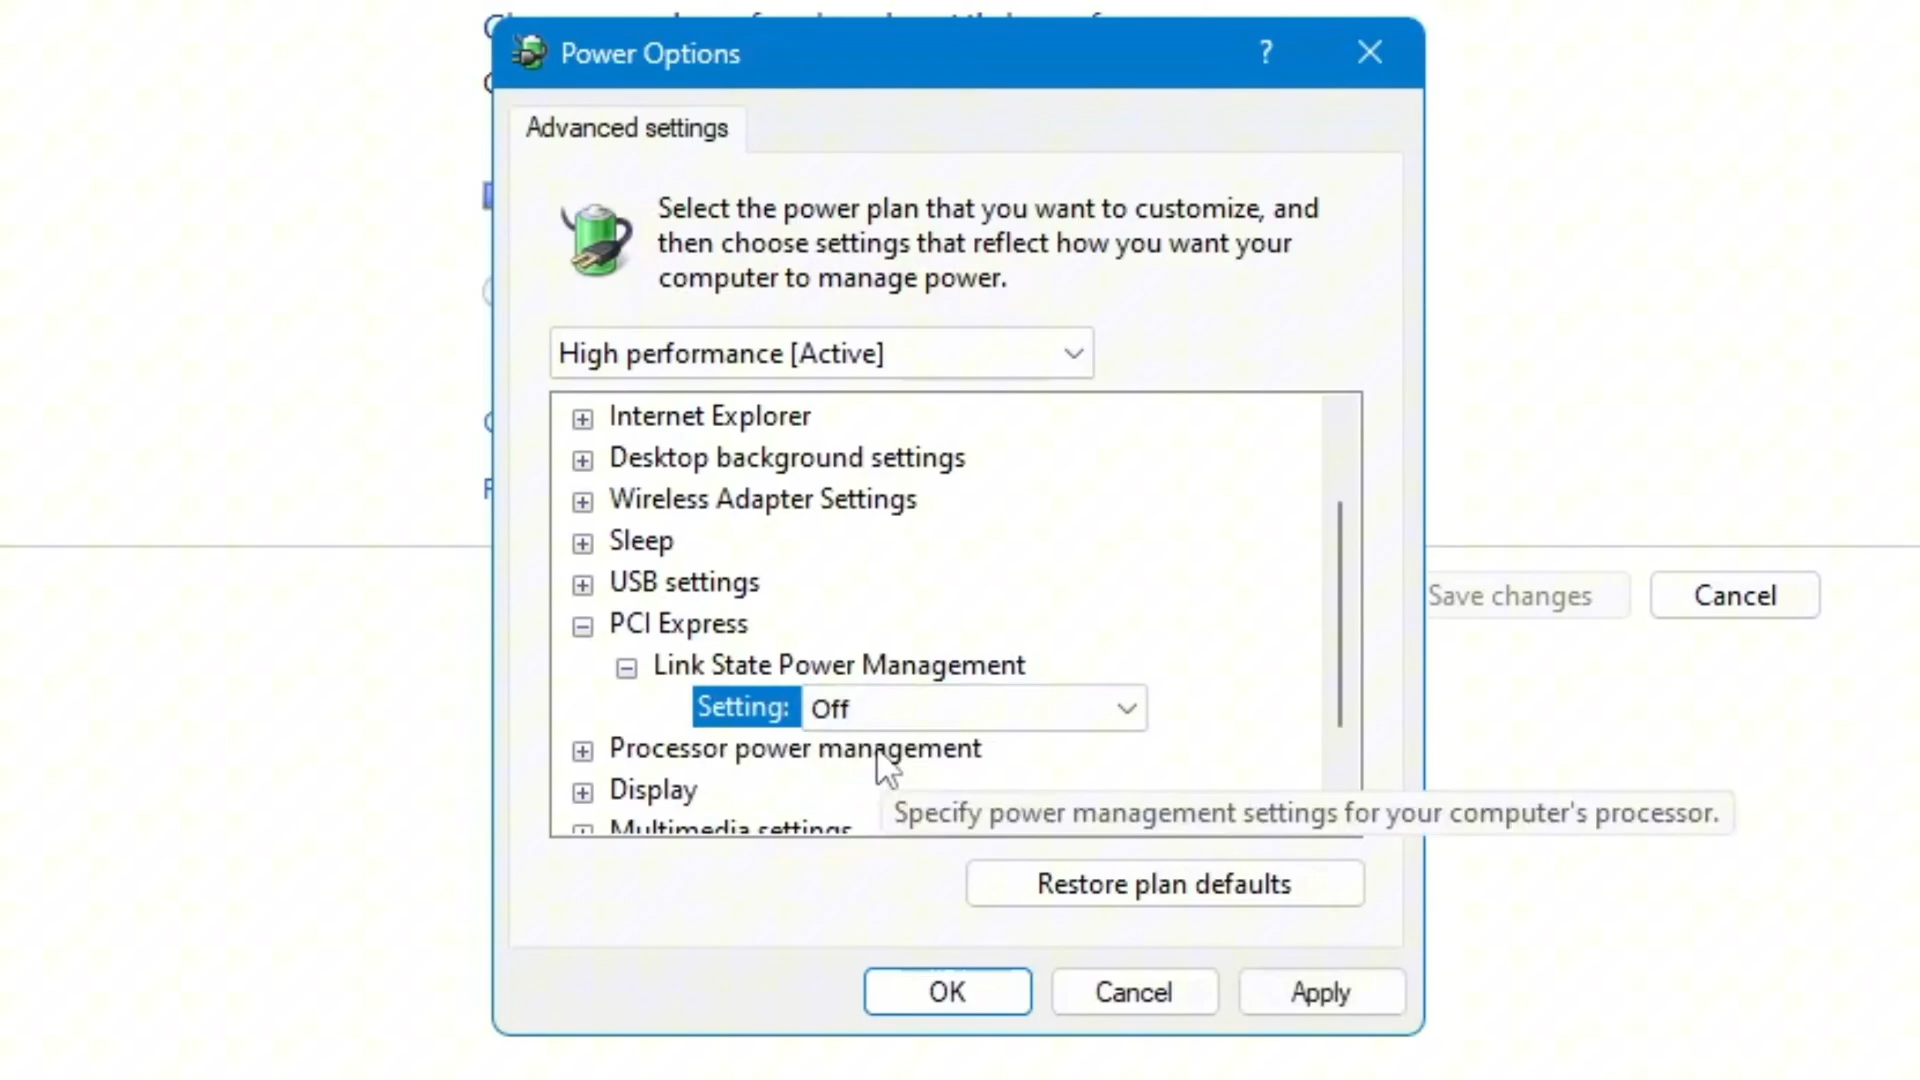 Power Options
?
Advanced settings
Select the power plan that you want to customize, and
then choose settings that reflect how you want your
computer to manage power.
High performance [Active]
Internet Explorer
Desktop background settings
Wireless Adapter Settings
Sleep
USB settings
PCI Express
Link State Power Management
Setting: Off
Processor power management
Display
Specify power management settings for your computer's processor.
Multimedia settings
Restore plan defaults
OK Cancel Apply
Save changes Cancel